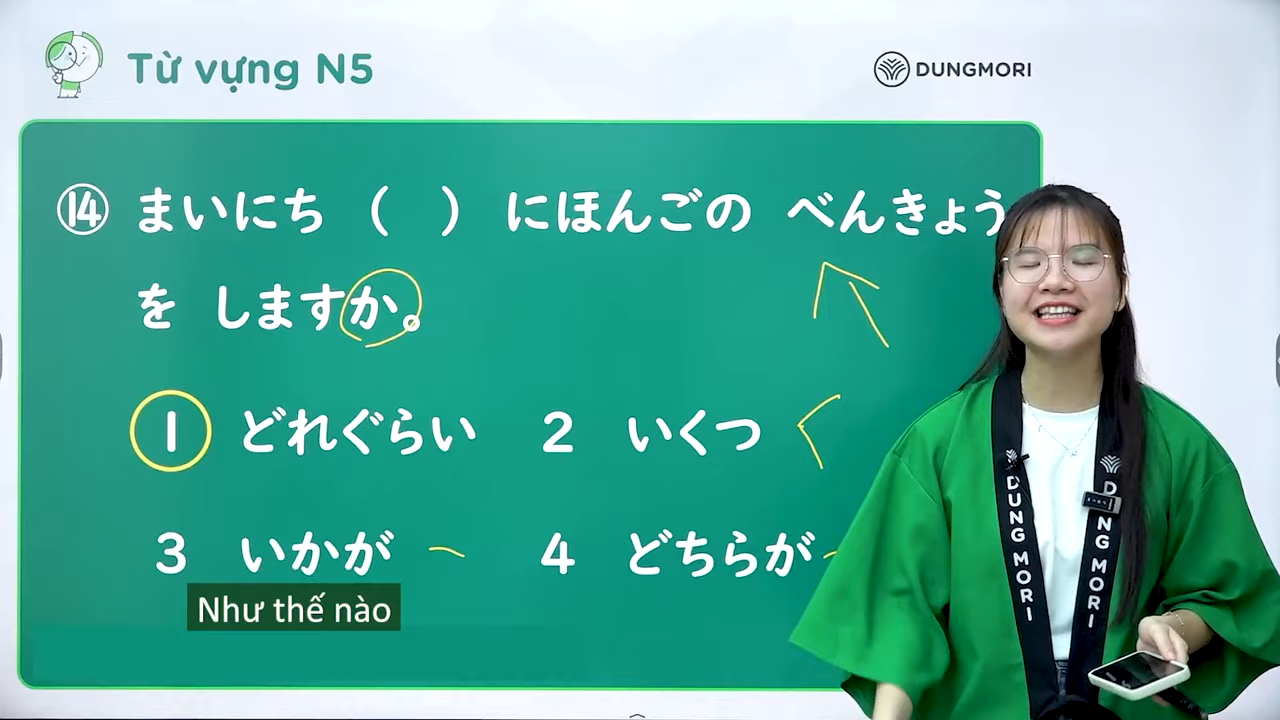 Từ vựng N5
DUNGMORI
⑭ まいにち ( ) にほんごの べんきょう
を しますか。
1 どれぐらい 2 いくつ
3 いかが 4 どちらが
Như thế nào
DUNG MORI
DUNG MORI